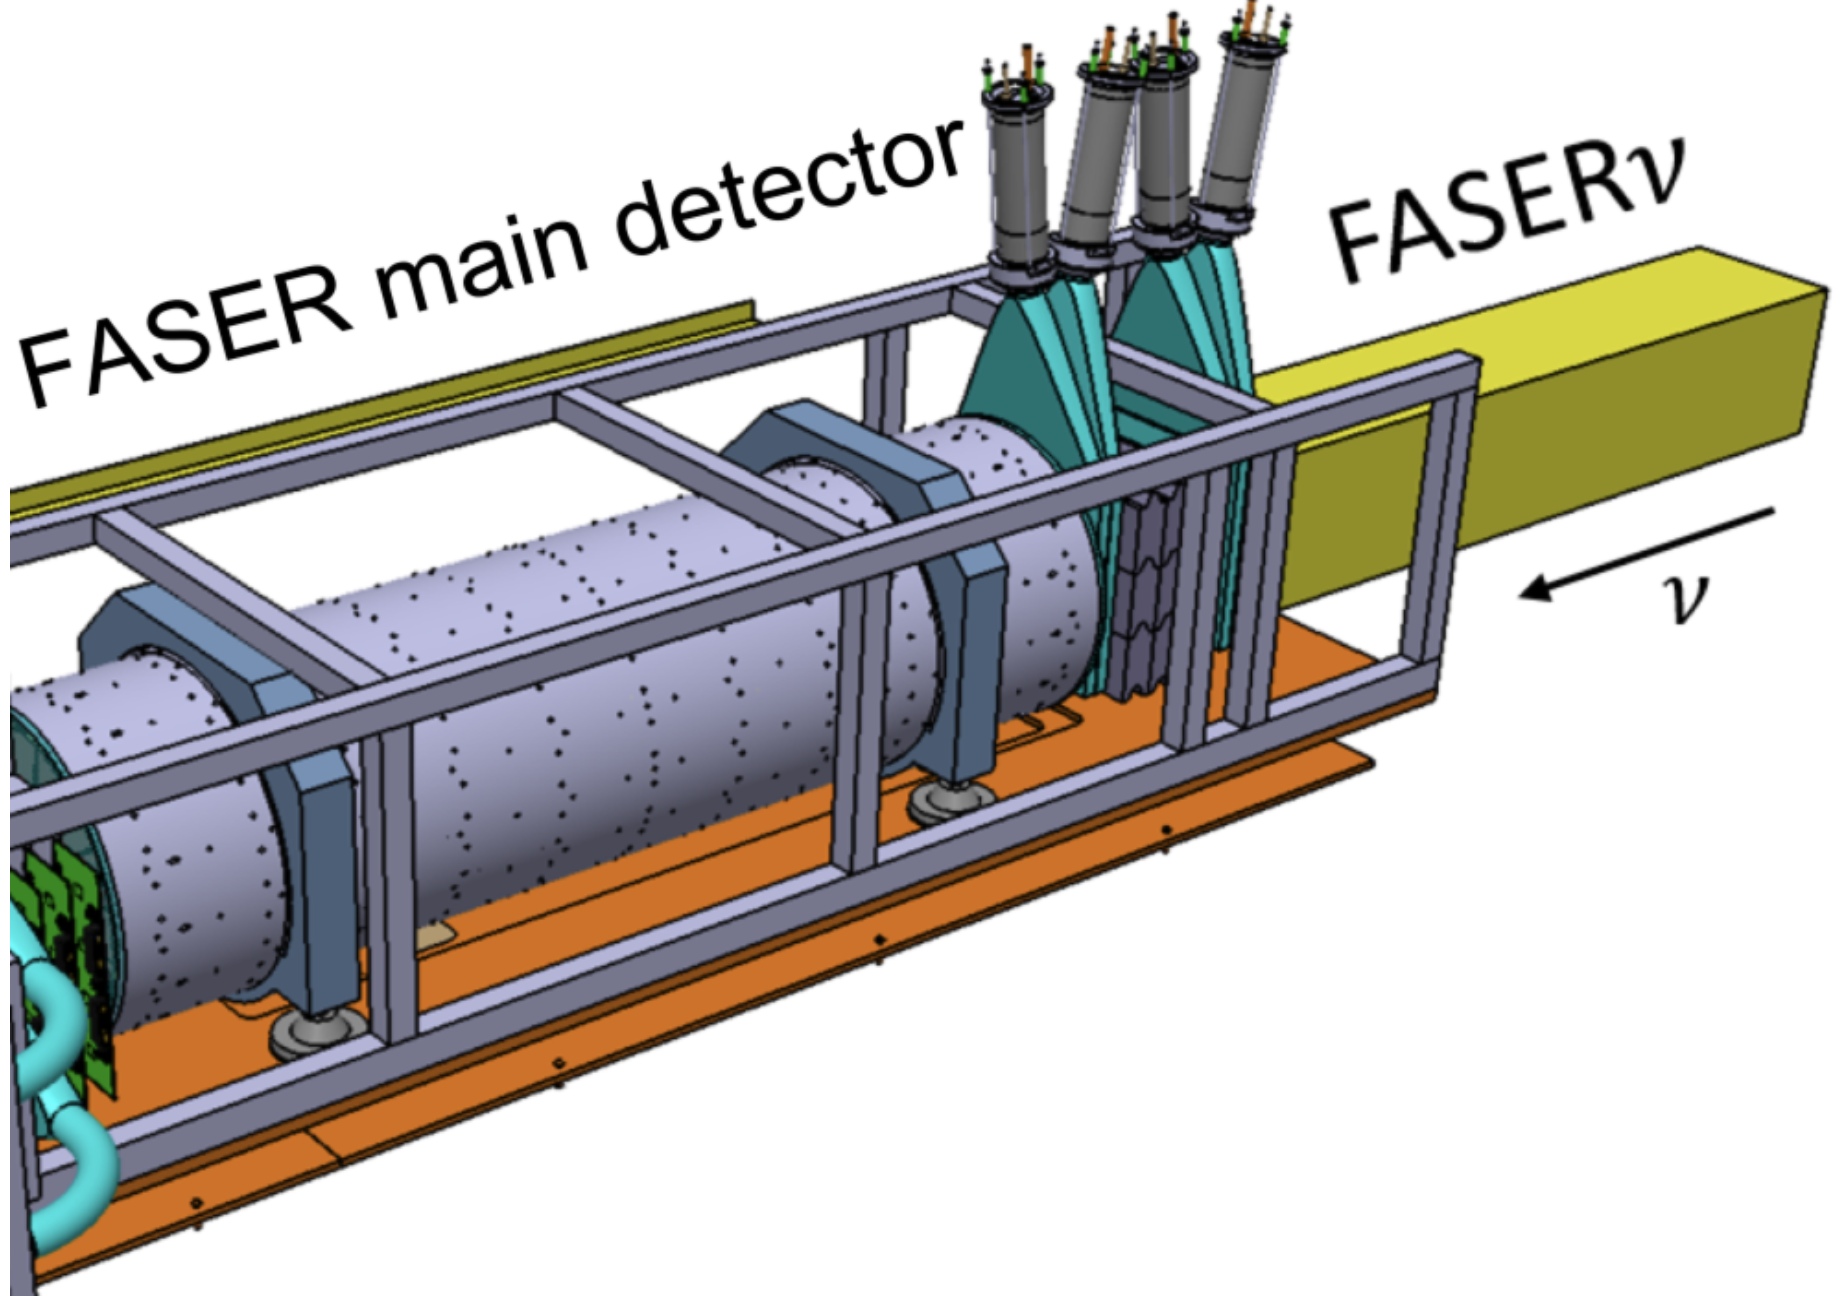 FASER main detector
FASERν
ν